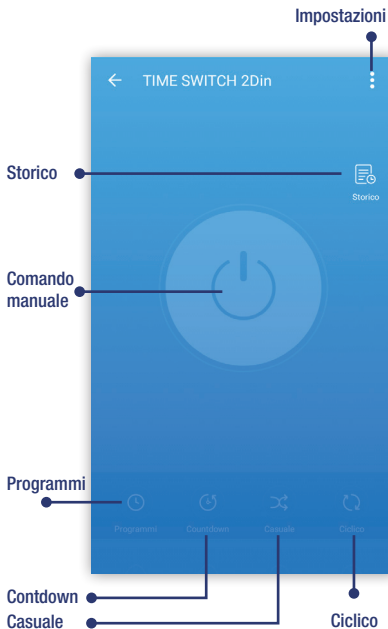 Impostazioni
TIME SWITCH 2Din
Storico
Storico
Comando
manuale
Programmi
Programmi
Countdown
Casuale
Ciclico
Contdown
Casuale
Ciclico